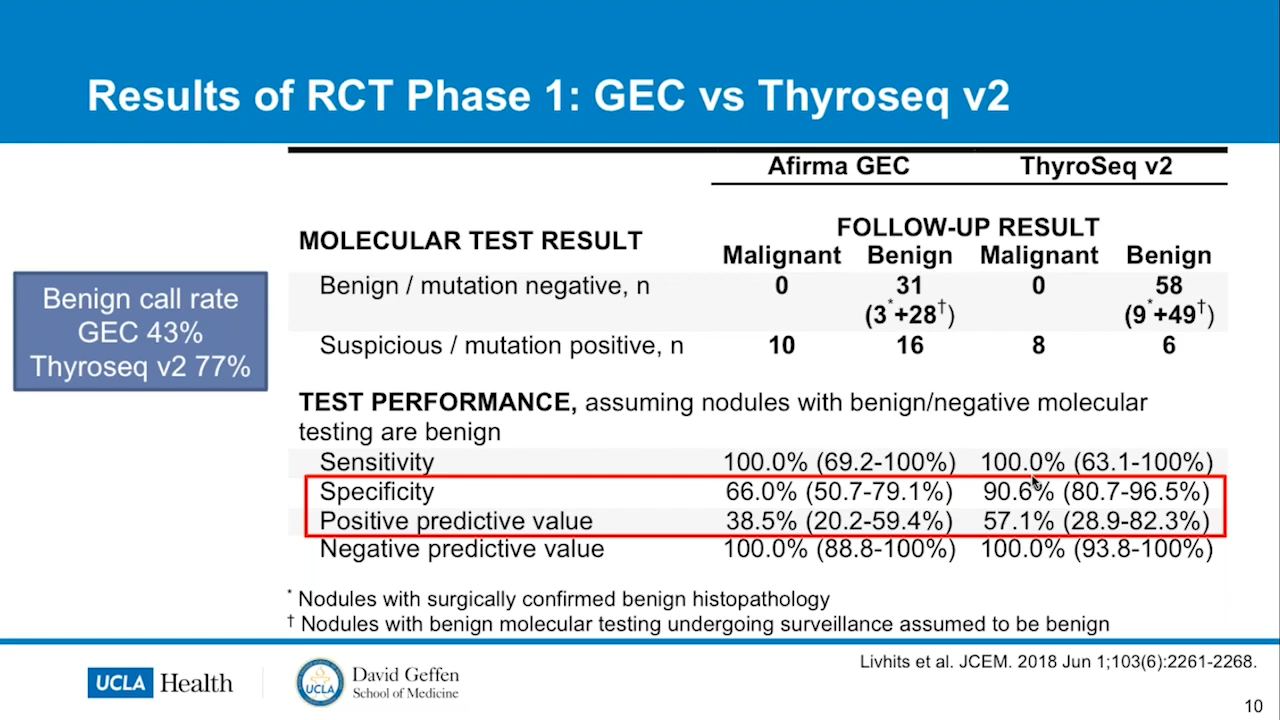 Results of RCT Phase 1: GEC vs Thyroseq v2
Afirma GEC ThyroSeq v2
FOLLOW-UP RESULT
MOLECULAR TEST RESULT
Malignant Benign Malignant Benign
Benign / mutation negative, n 0 31 0 58
(3*+28†) (9*+49†)
Suspicious / mutation positive, n 10 16 8 6
Benign call rate
GEC 43%
Thyroseq v2 77%
TEST PERFORMANCE, assuming nodules with benign/negative molecular
testing are benign
Sensitivity 100.0% (69.2-100%) 100.0% (63.1-100%)
Specificity 66.0% (50.7-79.1%) 90.6% (80.7-96.5%)
Positive predictive value 38.5% (20.2-59.4%) 57.1% (28.9-82.3%)
Negative predictive value 100.0% (88.8-100%) 100.0% (93.8-100%)
* Nodules with surgically confirmed benign histopathology
† Nodules with benign molecular testing undergoing surveillance assumed to be benign
Livhits et al. JCEM. 2018 Jun 1;103(6):2261-2268.
UCLA Health
UCLA
David Geffen
School of Medicine
10